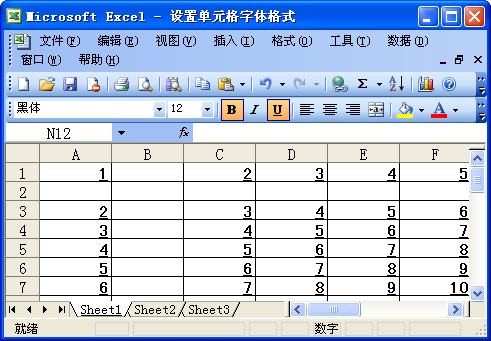 Microsoft Excel - 设置单元格字体格式
文件(F) 编辑(E) 视图(V) 插入(I) 格式(O) 工具(T) 数据(D)
窗口(W) 帮助(H)
黑体 12 B I U A
N12 fx
A B C D E F
1 1 2 3 4 5
2
3 2 3 4 5 6
4 3 4 5 6 7
5 4 5 6 7 8
6 5 6 7 8 9
7 6 7 8 9 10
Sheet1 Sheet2 Sheet3
就绪 数字